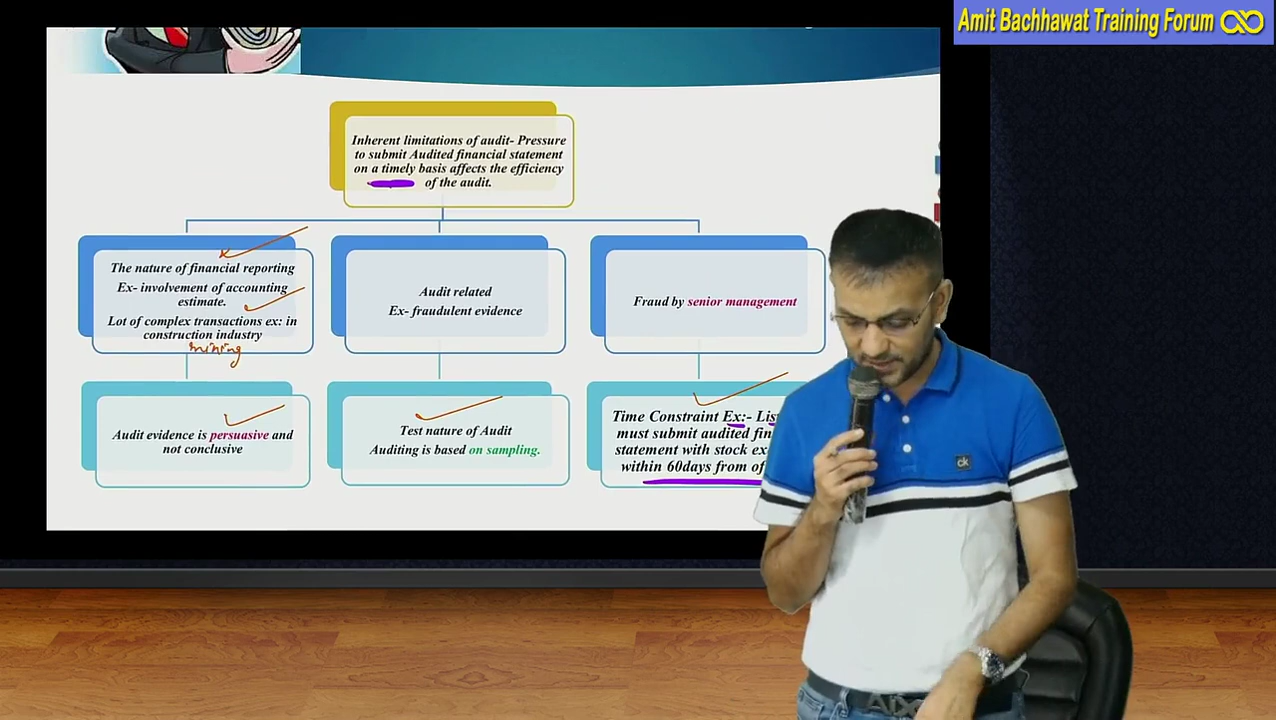 Amit Bachhawat Training Forum
Inherent limitations of audit- Pressure
to submit Audited financial statement
on a timely basis affects the efficiency
of the audit.
The nature of financial reporting
Ex- involvement of accounting
estimate.
Lot of complex transactions ex: in
construction industry
mining
Audit related
Ex- fraudulent evidence
Fraud by senior management
Audit evidence is persuasive and
not conclusive
Test nature of Audit
Auditing is based on sampling.
Time Constraint Ex:-
must submit audited
statement with stock
within 60days from
ck